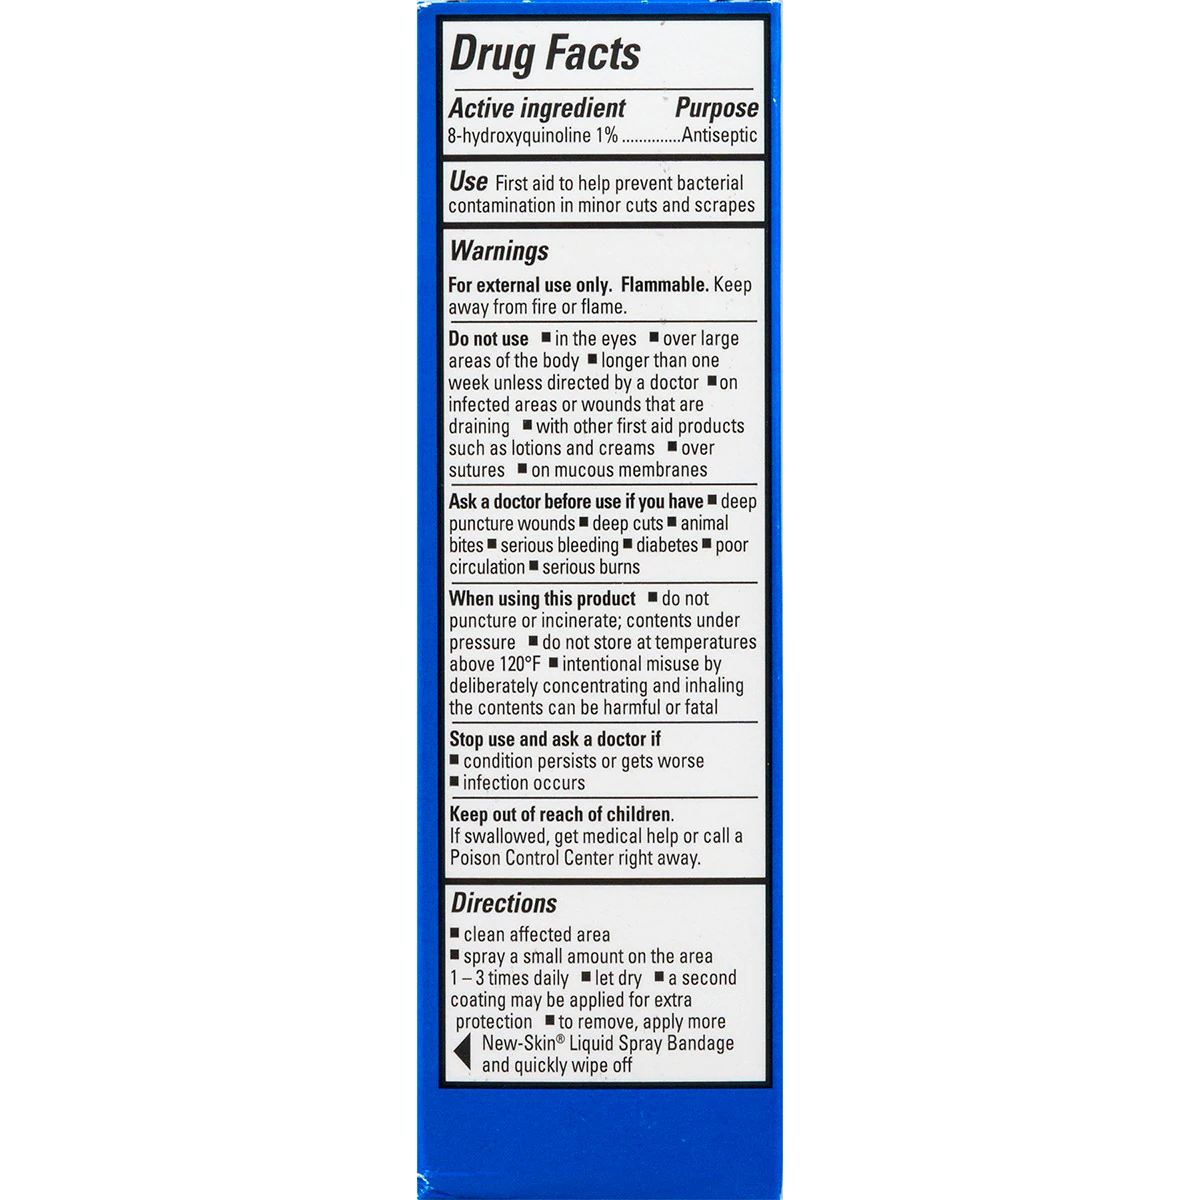 Drug Facts
Active ingredient Purpose
8-hydroxyquinoline 1% ..............Antiseptic
Use First aid to help prevent bacterial
contamination in minor cuts and scrapes
Warnings
For external use only. Flammable. Keep
away from fire or flame.
Do not use ■ in the eyes ■ over large
areas of the body ■ longer than one
week unless directed by a doctor ■ on
infected areas or wounds that are
draining ■ with other first aid products
such as lotions and creams ■ over
sutures ■ on mucous membranes
Ask a doctor before use if you have ■ deep
puncture wounds ■ deep cuts ■ animal
bites ■ serious bleeding ■ diabetes ■ poor
circulation ■ serious burns
When using this product ■ do not
puncture or incinerate; contents under
pressure ■ do not store at temperatures
above 120°F ■ intentional misuse by
deliberately concentrating and inhaling
the contents can be harmful or fatal
Stop use and ask a doctor if
■ condition persists or gets worse
■ infection occurs
Keep out of reach of children.
If swallowed, get medical help or call a
Poison Control Center right away.
Directions
■ clean affected area
■ spray a small amount on the area
1 – 3 times daily ■ let dry ■ a second
coating may be applied for extra
protection ■ to remove, apply more
New-Skin® Liquid Spray Bandage
and quickly wipe off